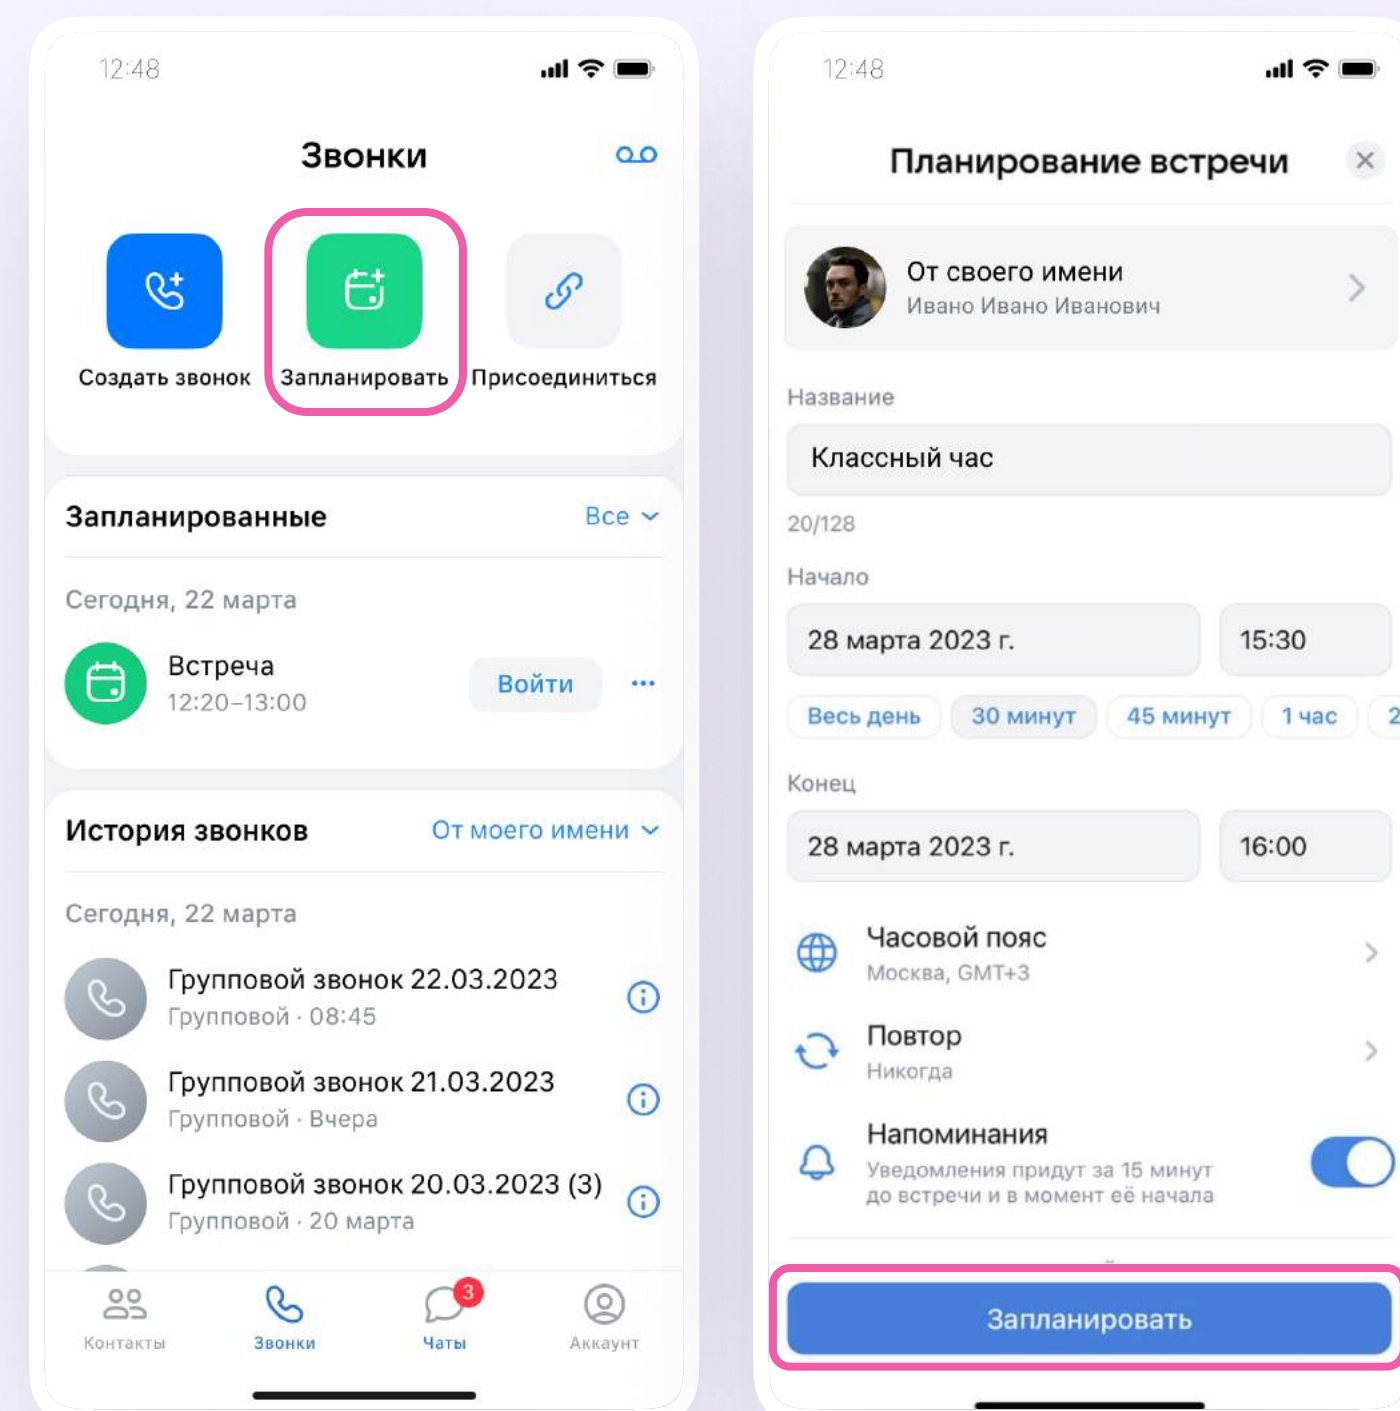 12:48
Звонки
Создать звонок
Запланировать
Присоединиться
Запланированные
Все
Сегодня, 22 марта
Встреча
12:20–13:00
Войти
История звонков
От моего имени
Сегодня, 22 марта
Групповой звонок 22.03.2023
Групповой · 08:45
Групповой звонок 21.03.2023
Групповой · Вчера
Групповой звонок 20.03.2023 (3)
Групповой · 20 марта
3
Контакты
Звонки
Чаты
Аккаунт
12:48
Планирование встречи
От своего имени
Ивано Ивано Иванович
Название
Классный час
20/128
Начало
28 марта 2023 г.
15:30
Весь день
30 минут
45 минут
1 час
2
Конец
28 марта 2023 г.
16:00
Часовой пояс
Москва, GMT+3
Повтор
Никогда
Напоминания
Уведомления придут за 15 минут
до встречи и в момент её начала
Запланировать